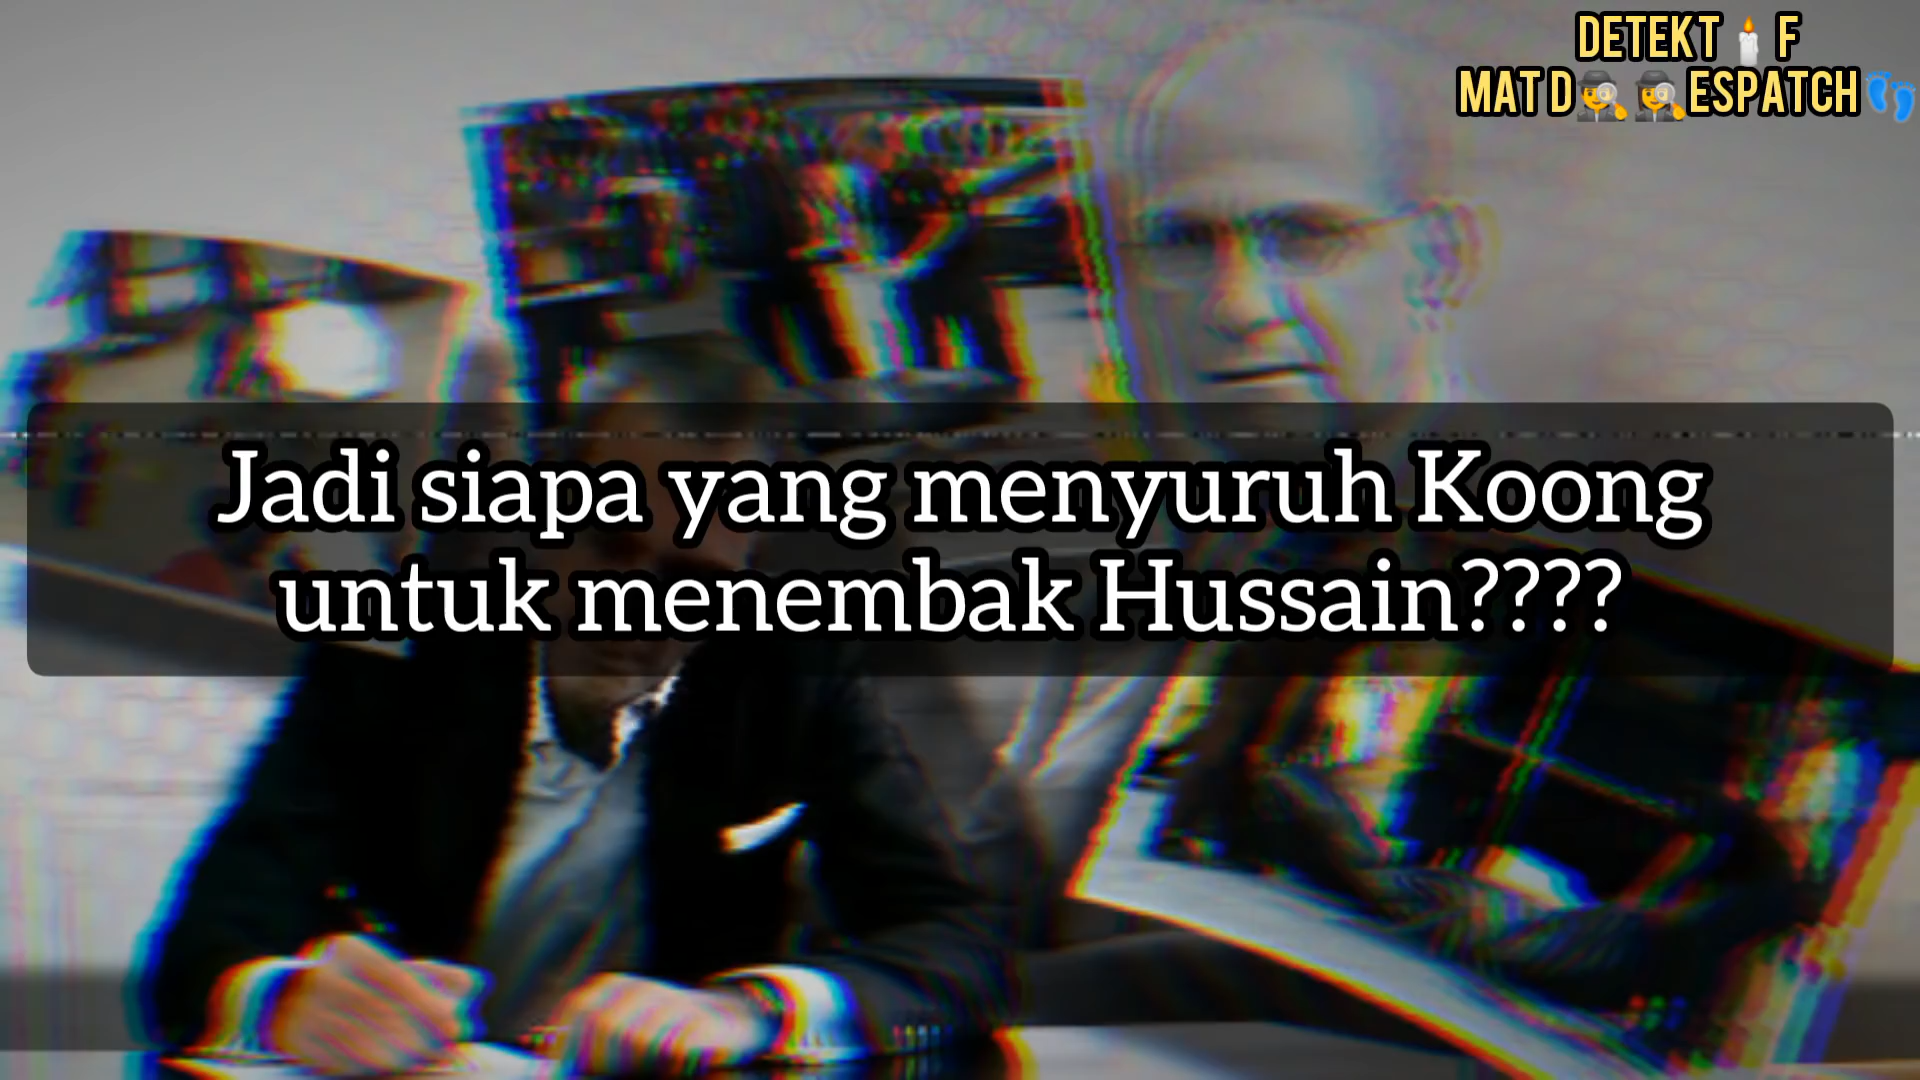 DETEKT🕯️F
MAT D🕵️🕵️ESPATCH👣
Jadi siapa yang menyuruh Koong
untuk menembak Hussain????